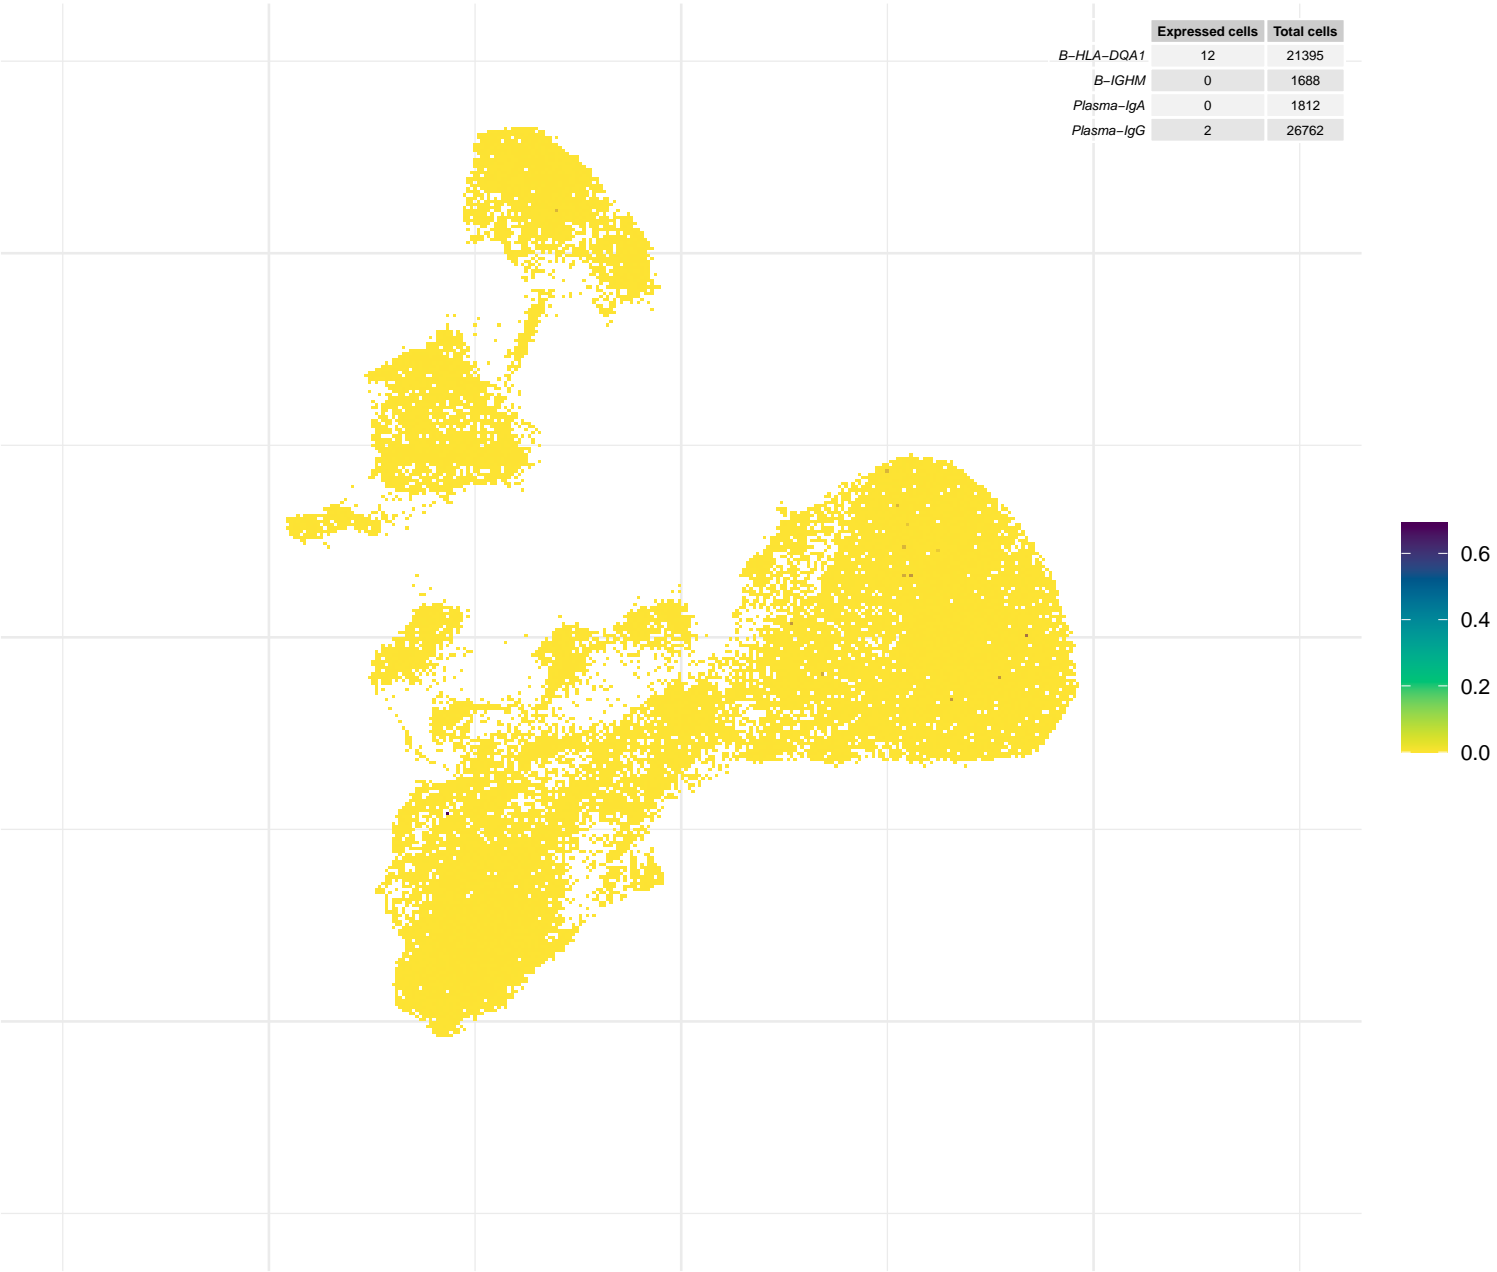 Expressed cells Total cells
B−HLA−DQA1 12 21395
B−IGHM 0 1688
Plasma−IgA 0 1812
Plasma−IgG 2 26762
0.6
0.4
0.2
0.0